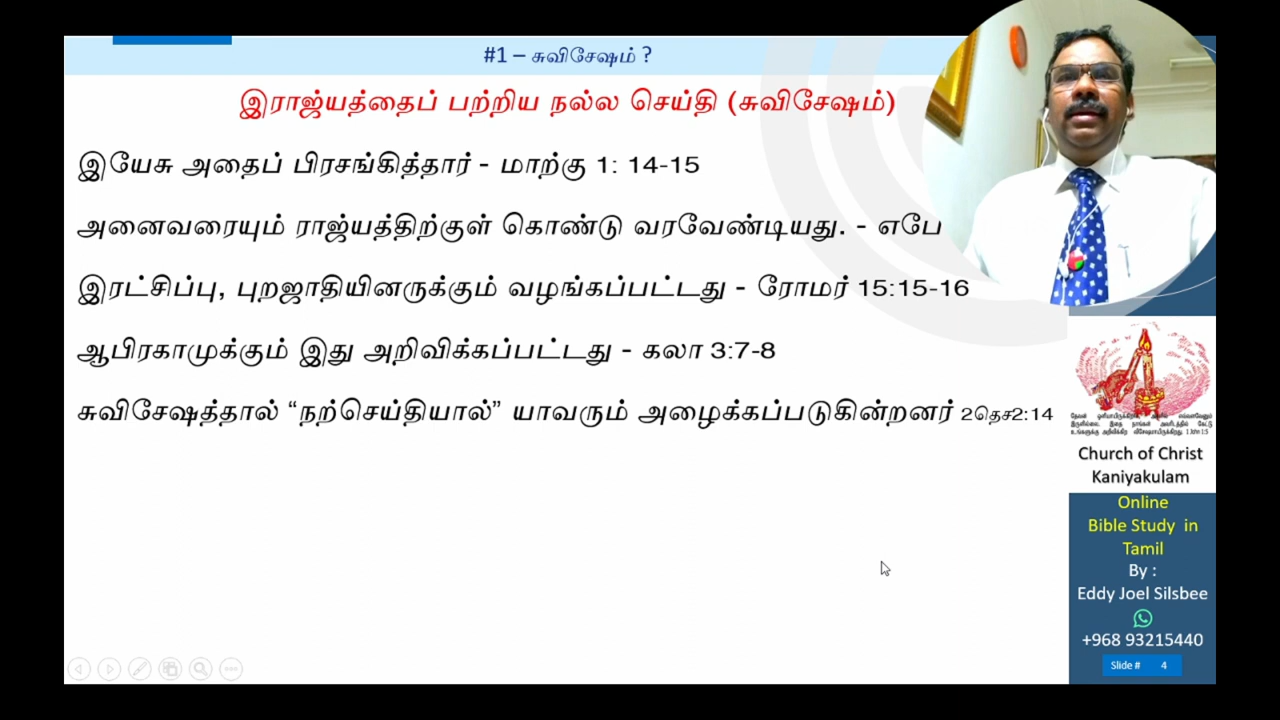 #1 – சுவிசேஷம் ?
இராஜ்யத்தைப் பற்றிய நல்ல செய்தி (சுவிசேஷம்)
இயேசு அதைப் பிரசங்கித்தார் - மாற்கு 1: 14-15
அனைவரையும் ராஜ்யத்திற்குள் கொண்டு வரவேண்டியது. - எபே
இரட்சிப்பு, புறஜாதியினருக்கும் வழங்கப்பட்டது - ரோமர் 15:15-16
ஆபிரகாமுக்கும் இது அறிவிக்கப்பட்டது - கலா 3:7-8
சுவிசேஷத்தால் “நற்செய்தியால்” யாவரும் அழைக்கப்படுகின்றனர் 2தெச2:14
Church of Christ
Kaniyakulam
Online
Bible Study in
Tamil
By :
Eddy Joel Silsbee
+968 93215440
Slide # 4